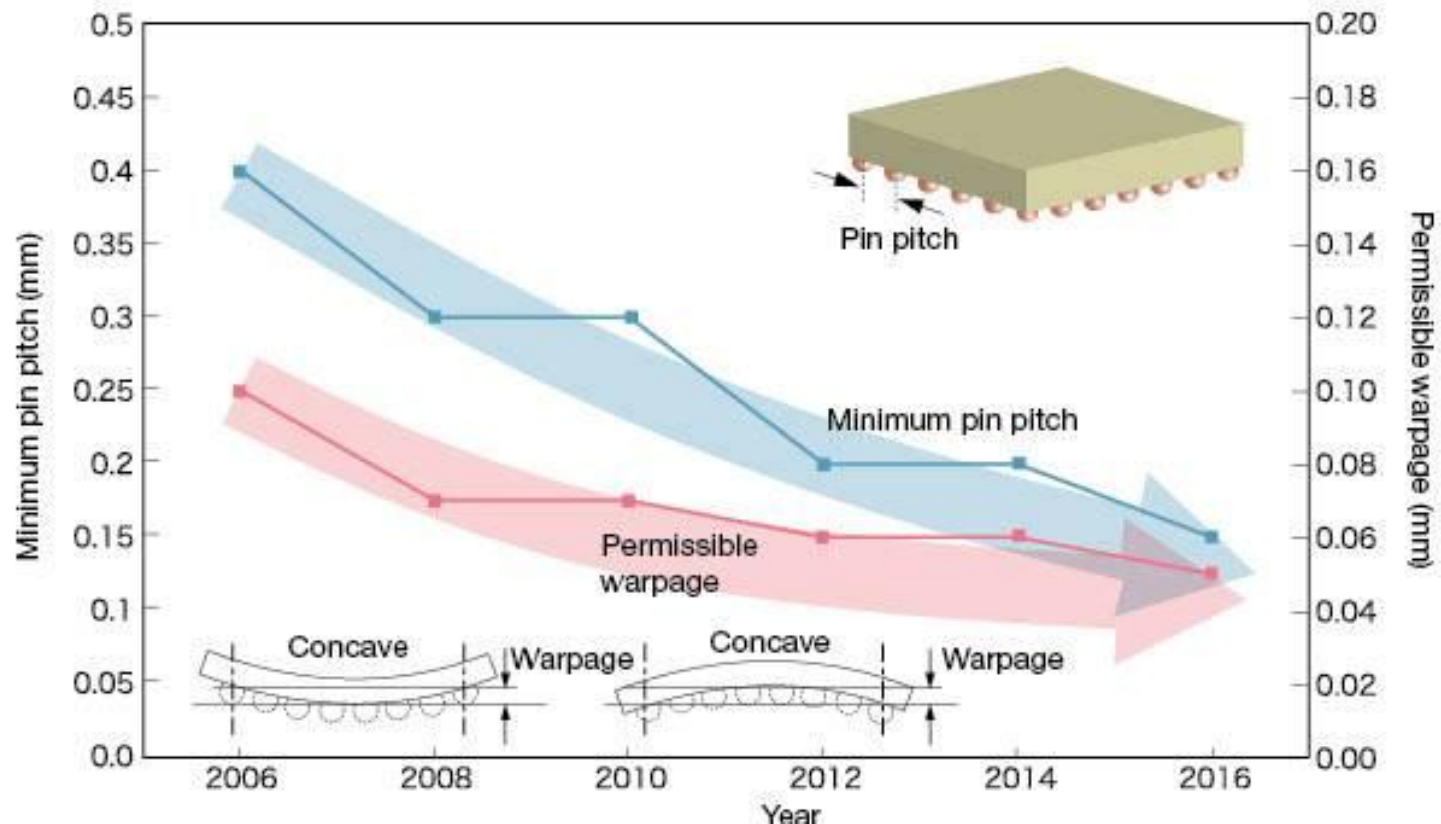 0.5
0.45
0.4
0.35
0.3
0.25
0.2
0.15
0.1
0.05
0.0
Minimum pin pitch (mm)
0.20
0.18
0.16
0.14
0.12
0.10
0.08
0.06
0.04
0.02
0.00
Permissible warpage (mm)
Pin pitch
Minimum pin pitch
Permissible
warpage
Concave
Warpage
Concave
Warpage
2006
2008
2010
2012
2014
2016
Year